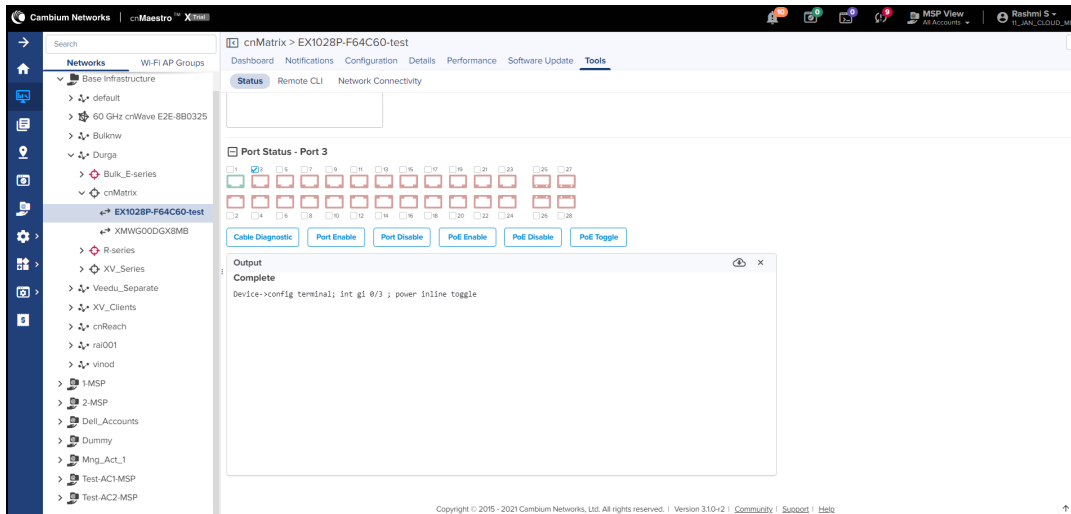 Cambium Networks | cnMaestro™ X Trial
10
0
0
9
MSP View
All Accounts
Rashmi S
11_JAN_CLOUD_M
Search
Networks Wi-Fi AP Groups
Base Infrastructure
default
60 GHz cnWave E2E-8B0325
Bulknw
Durga
Bulk_E-series
cnMatrix
EX1028P-F64C60-test
XMWG00DGX8MB
R-series
XV_Series
Veedu_Separate
XV_Clients
cnReach
rai001
vinod
1-MSP
2-MSP
Dell_Accounts
Dummy
Mng_Act_1
Test-AC1-MSP
Test-AC2-MSP
cnMatrix > EX1028P-F64C60-test
Dashboard Notifications Configuration Details Performance Software Update Tools
Status Remote CLI Network Connectivity
Port Status - Port 3
1 3 5 7 9 11 13 15 17 19 21 23 25 27
2 4 6 8 10 12 14 16 18 20 22 24 26 28
Cable Diagnostic Port Enable Port Disable PoE Enable PoE Disable PoE Toggle
Output
Complete
Device->config terminal; int gi 0/3 ; power inline toggle
Copyright © 2015 - 2021 Cambium Networks, Ltd. All rights reserved. | Version 3.1.0-r2 | Community | Support | Help